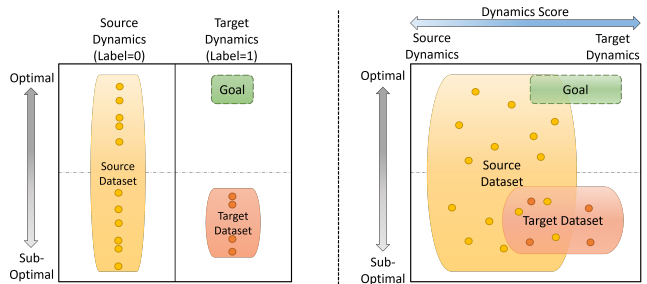 Source
Dynamics
(Label=0)
Target
Dynamics
(Label=1)
Optimal
Goal
Source
Dataset
Target
Dataset
Sub-
Optimal
Dynamics Score
Source
Dynamics
Target
Dynamics
Optimal
Goal
Source
Dataset
Target Dataset
Sub-
Optimal